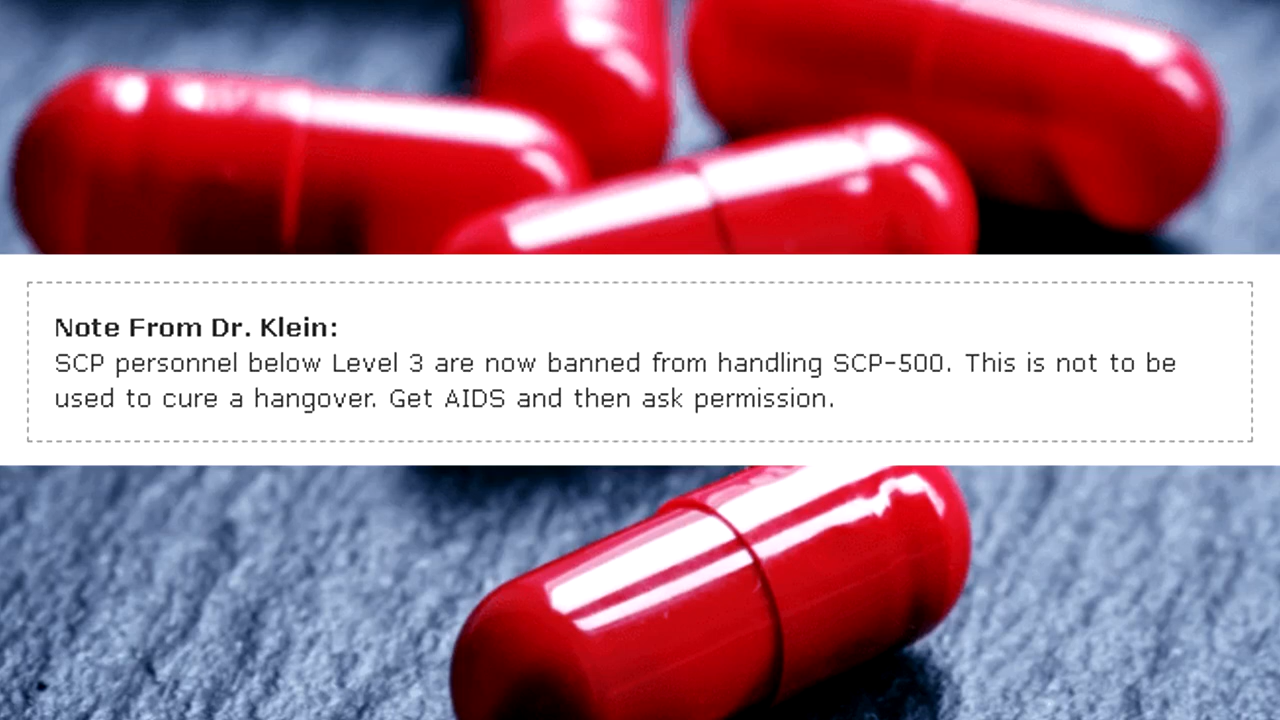 Note From Dr. Klein:
SCP personnel below Level 3 are now banned from handling SCP-500. This is not to be
used to cure a hangover. Get AIDS and then ask permission.